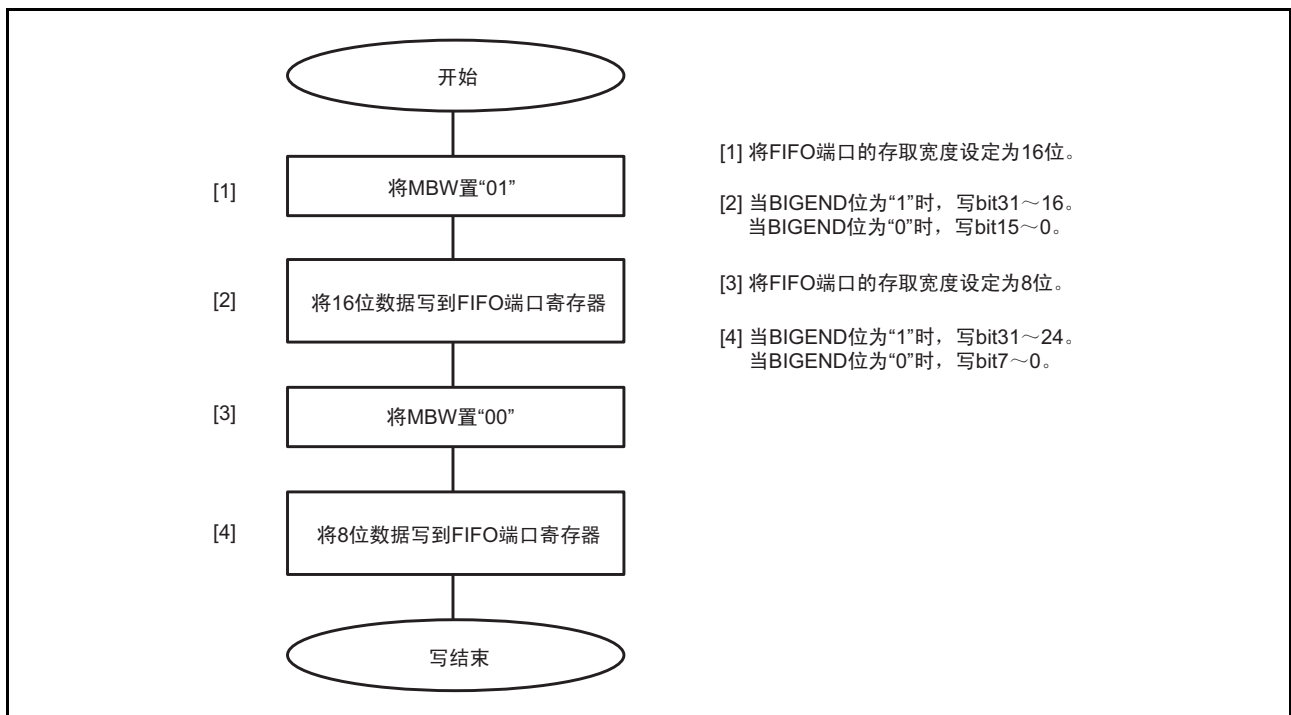 开始
[1] 将MBW置“01”
[2] 将16位数据写到FIFO端口寄存器
[3] 将MBW置“00”
[4] 将8位数据写到FIFO端口寄存器
写结束
[1] 将FIFO端口的存取宽度设定为16位。
[2] 当BIGEND位为“1”时，写bit31～16。
当BIGEND位为“0”时，写bit15～0。
[3] 将FIFO端口的存取宽度设定为8位。
[4] 当BIGEND位为“1”时，写bit31～24。
当BIGEND位为“0”时，写bit7～0。